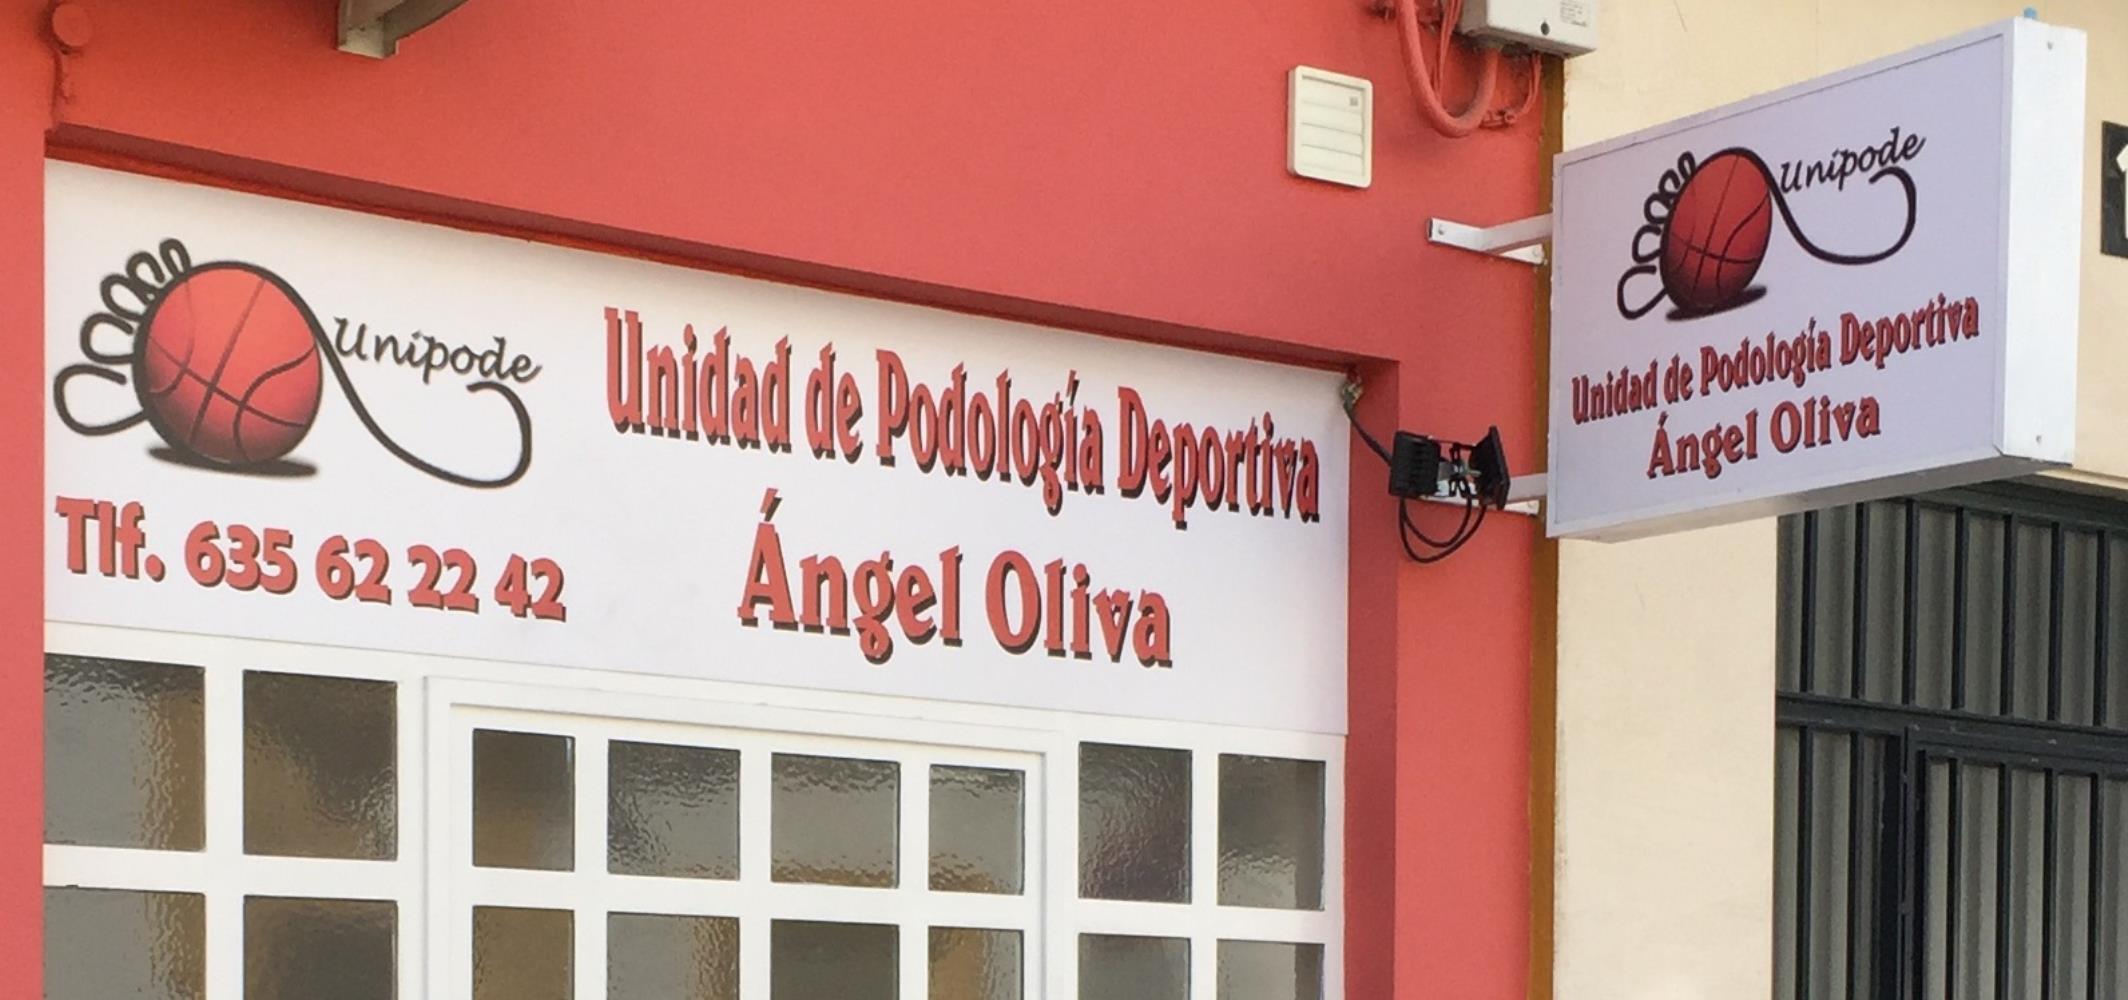 Unipode
Unidad de Podología Deportiva
Ángel Oliva
Tlf. 635 62 22 42
Unipode
Unidad de Podología Deportiva
Ángel Oliva